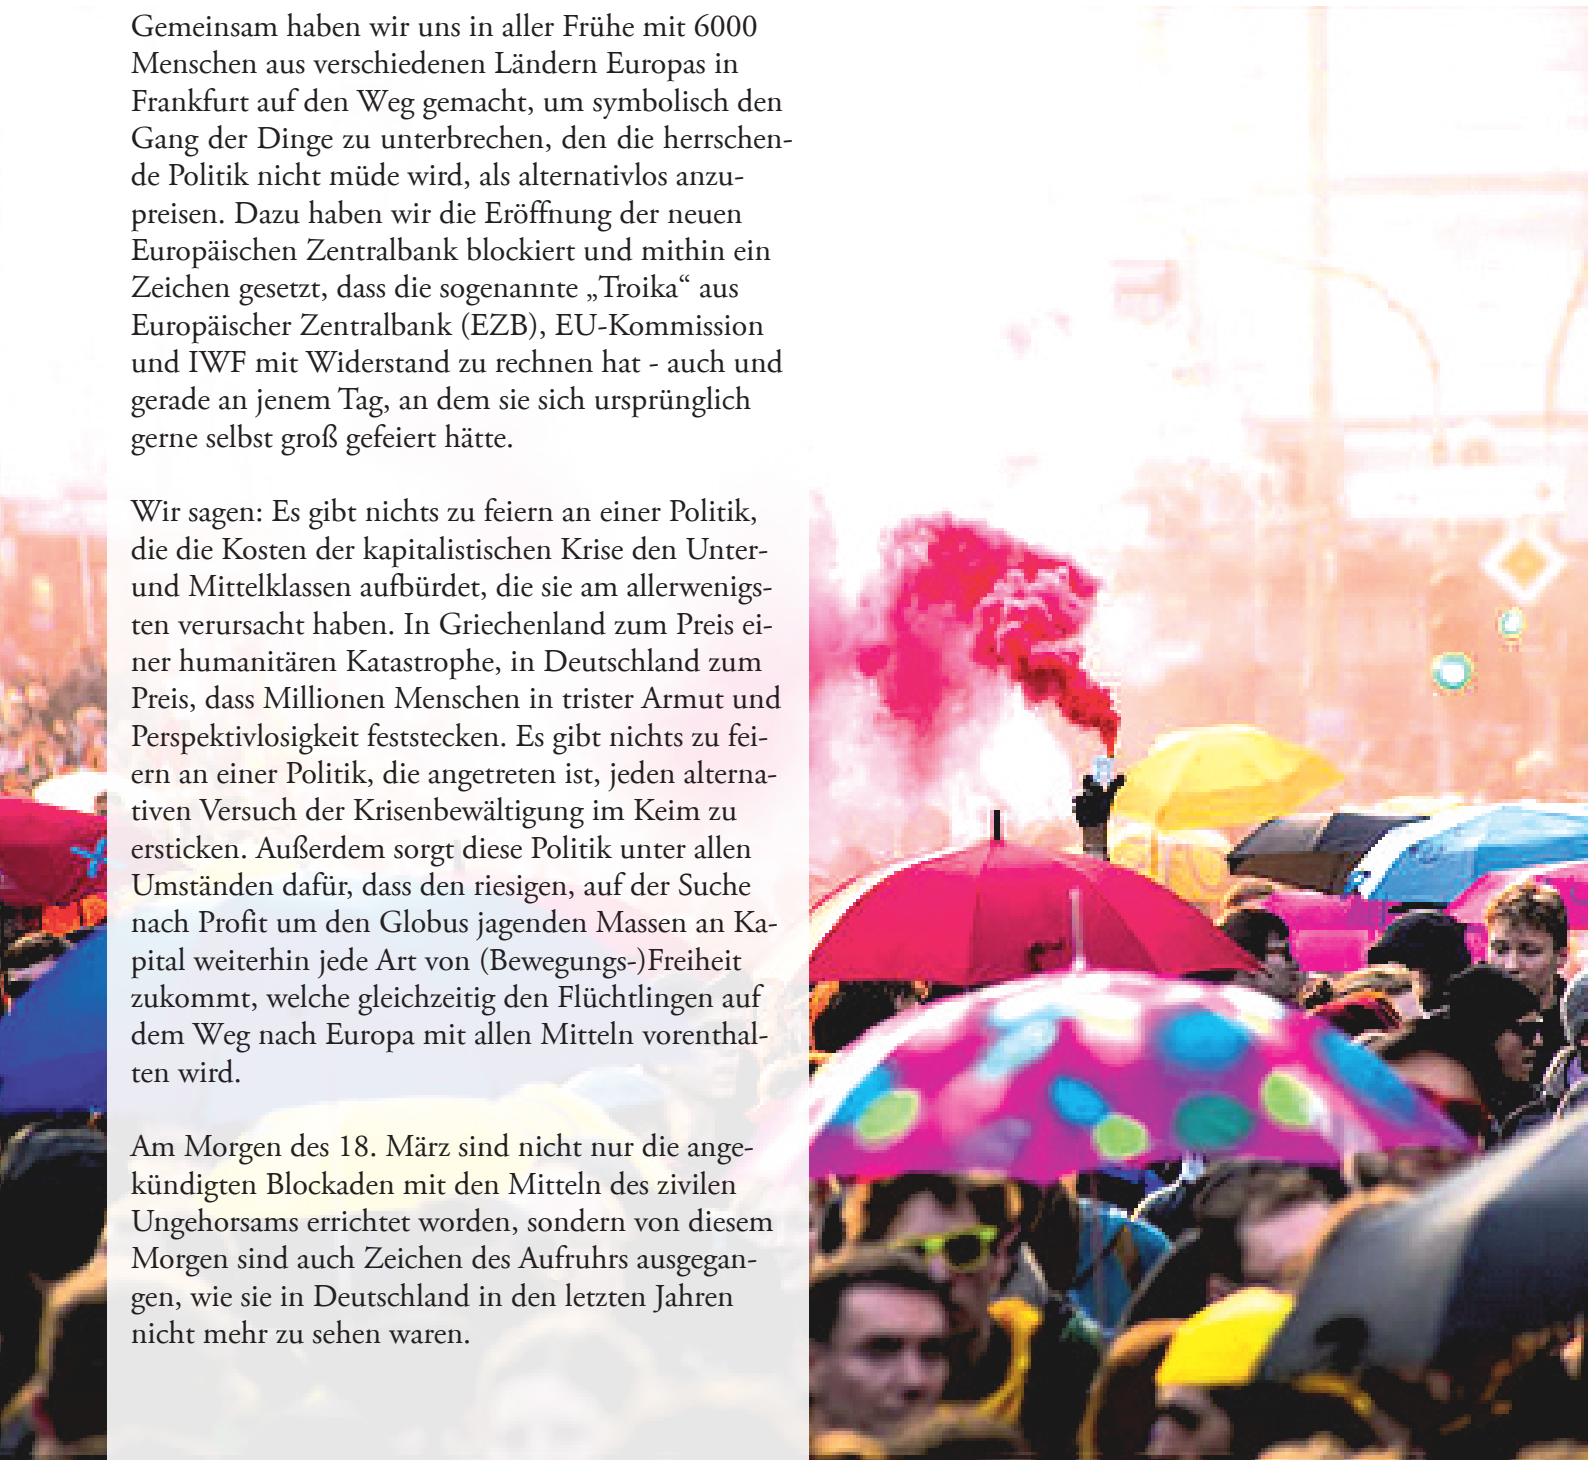 Gemeinsam haben wir uns in aller Frühe mit 6000
Menschen aus verschiedenen Ländern Europas in
Frankfurt auf den Weg gemacht, um symbolisch den
Gang der Dinge zu unterbrechen, den die herrschen-
de Politik nicht müde wird, als alternativlos anzu-
preisen. Dazu haben wir die Eröffnung der neuen
Europäischen Zentralbank blockiert und mithin ein
Zeichen gesetzt, dass die sogenannte „Troika“ aus
Europäischer Zentralbank (EZB), EU-Kommission
und IWF mit Widerstand zu rechnen hat - auch und
gerade an jenem Tag, an dem sie sich ursprünglich
gerne selbst groß gefeiert hätte.

Wir sagen: Es gibt nichts zu feiern an einer Politik,
die die Kosten der kapitalistischen Krise den Unter-
und Mittelklassen aufbürdet, die sie am allerwenigs-
ten verursacht haben. In Griechenland zum Preis ei-
ner humanitären Katastrophe, in Deutschland zum
Preis, dass Millionen Menschen in trister Armut und
Perspektivlosigkeit feststecken. Es gibt nichts zu fei-
ern an einer Politik, die angetreten ist, jeden alterna-
tiven Versuch der Krisenbewältigung im Keim zu
ersticken. Außerdem sorgt diese Politik unter allen
Umständen dafür, dass den riesigen, auf der Suche
nach Profit um den Globus jagenden Massen an Ka-
pital weiterhin jede Art von (Bewegungs-)Freiheit
zukommt, welche gleichzeitig den Flüchtlingen auf
dem Weg nach Europa mit allen Mitteln vorenthal-
ten wird.

Am Morgen des 18. März sind nicht nur die ange-
kündigten Blockaden mit den Mitteln des zivilen
Ungehorsams errichtet worden, sondern von diesem
Morgen sind auch Zeichen des Aufruhrs ausgegan-
gen, wie sie in Deutschland in den letzten Jahren
nicht mehr zu sehen waren.